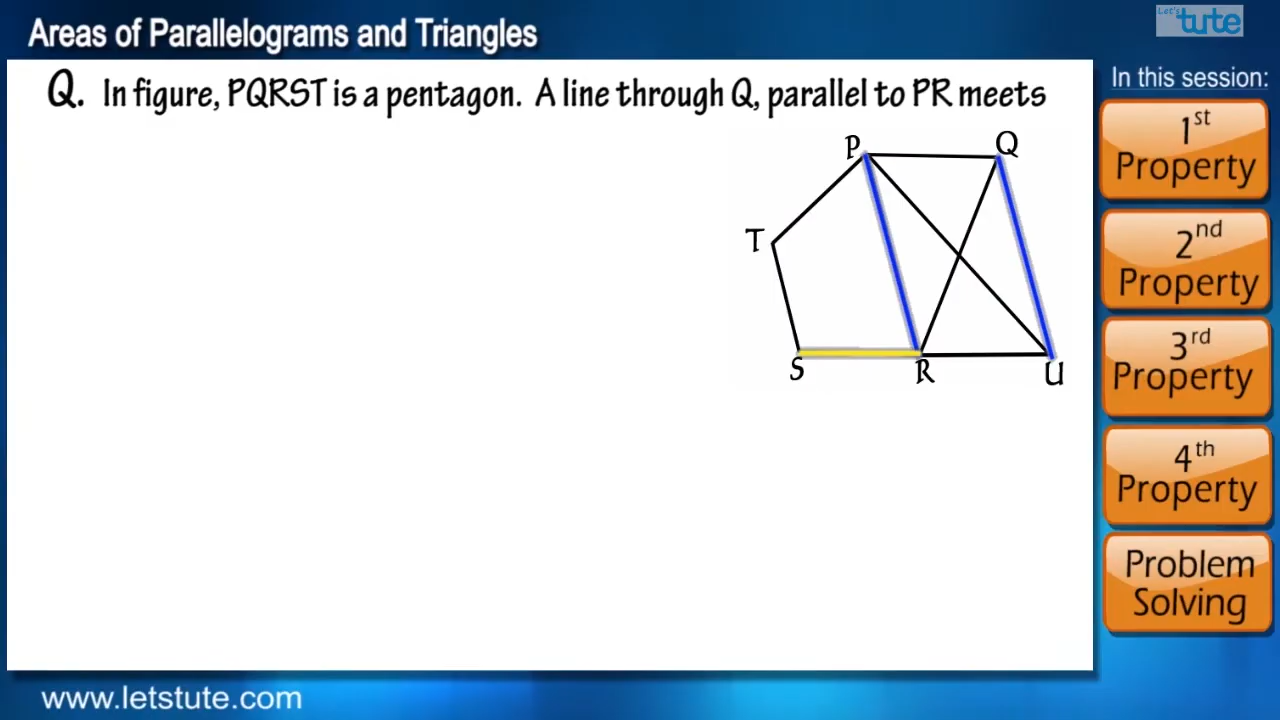 Let's tute
Areas of Parallelograms and Triangles
In this session:
Q. In figure, PQRST is a pentagon. A line through Q, parallel to PR meets
P
Q
T
S
R
U
1st
Property
2nd
Property
3rd
Property
4th
Property
Problem
Solving
www.letstute.com